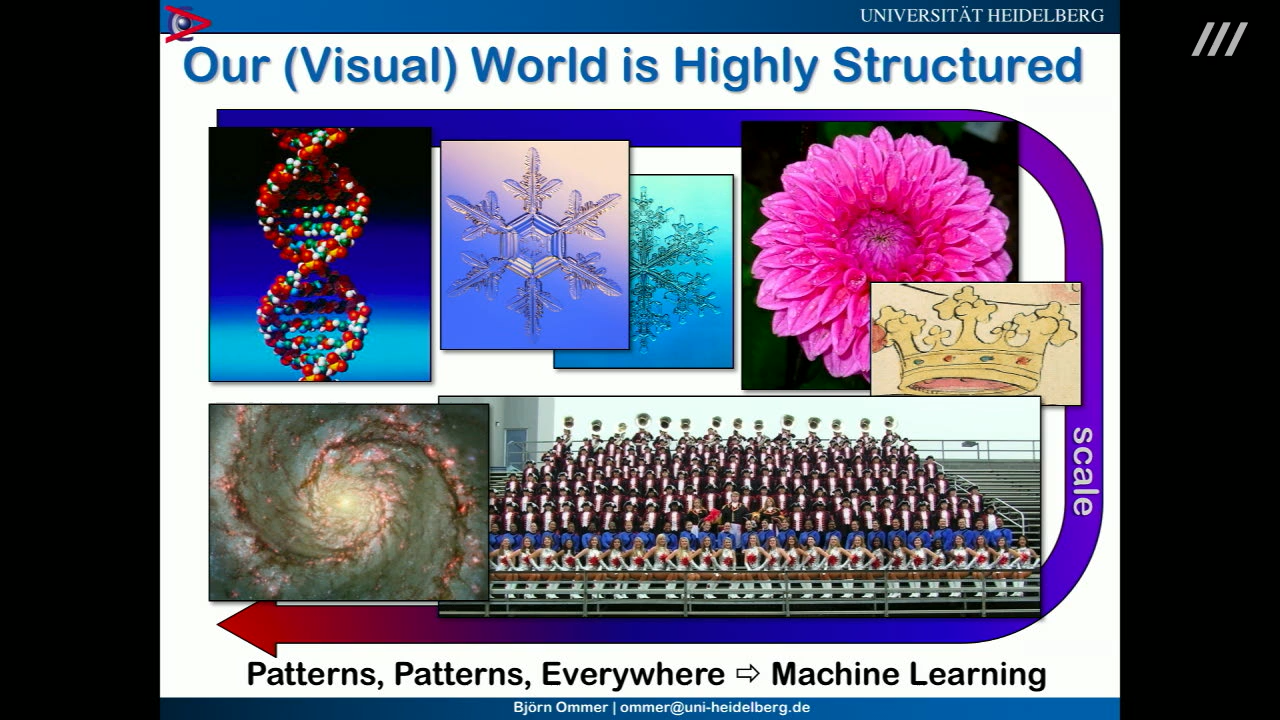 UNIVERSITÄT HEIDELBERG
Our (Visual) World is Highly Structured
scale
Patterns, Patterns, Everywhere ⇨ Machine Learning
Björn Ommer | ommer@uni-heidelberg.de